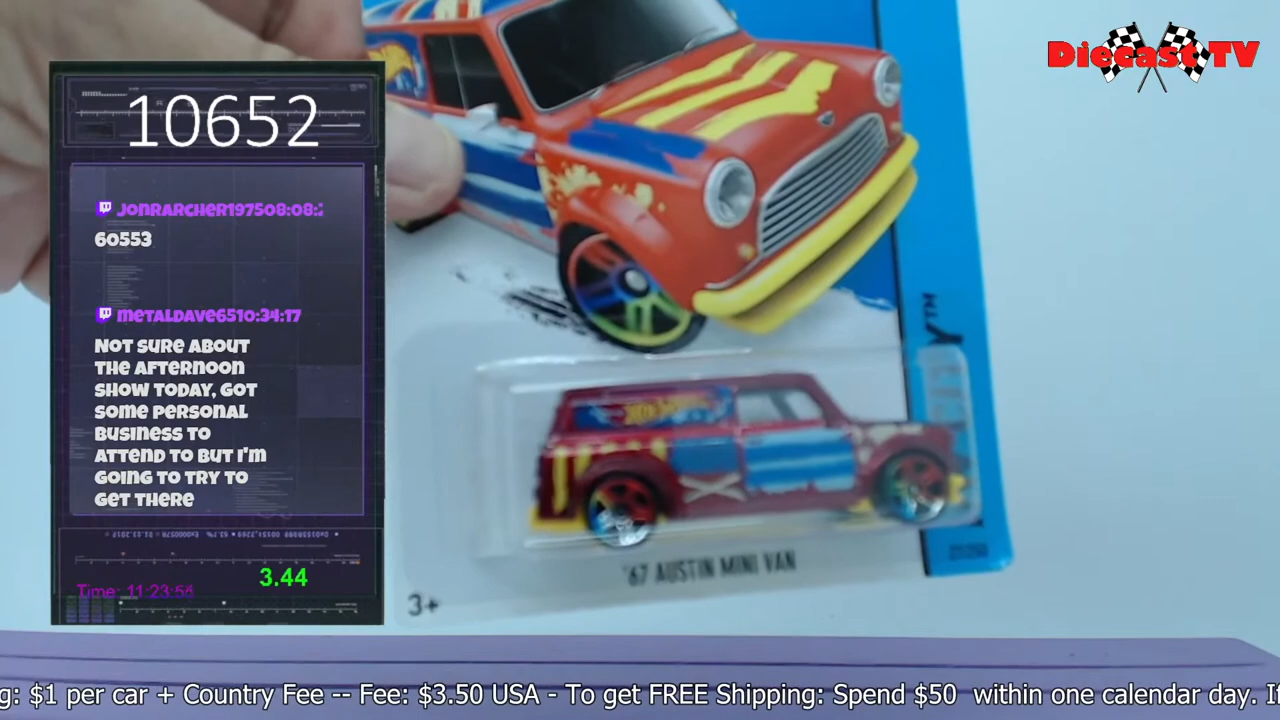 10652
Diecast TV
JONRARCHER197508:08:
60553
METALDAVE6510:34:17
NOT SURE ABOUT
THE AFTERNOON
SHOW TODAY, GOT
SOME PERSONAL
BUSINESS TO
ATTEND TO BUT I'M
GOING TO TRY TO
GET THERE
3.44
Time: 11:23:54
'67 AUSTIN MINI VAN
3+
g: $1 per car + Country Fee -- Fee: $3.50 USA - To get FREE Shipping: Spend $50 within one calendar day. If